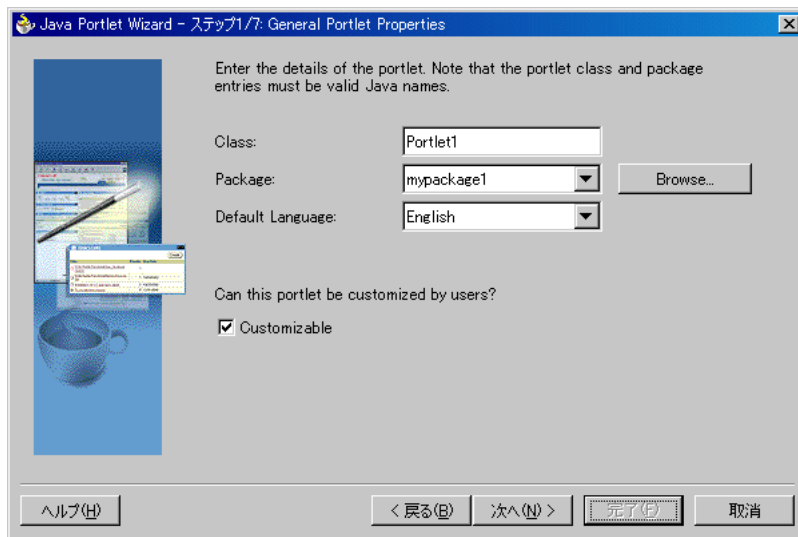 Java Portlet Wizard - ステップ1/7: General Portlet Properties
Enter the details of the portlet. Note that the portlet class and package
entries must be valid Java names.
Class: Portlet1
Package: mypackage1 Browse...
Default Language: English
Can this portlet be customized by users?
Customizable
ヘルプ(H) < 戻る(B) 次へ(N) > 完了(F) 取消